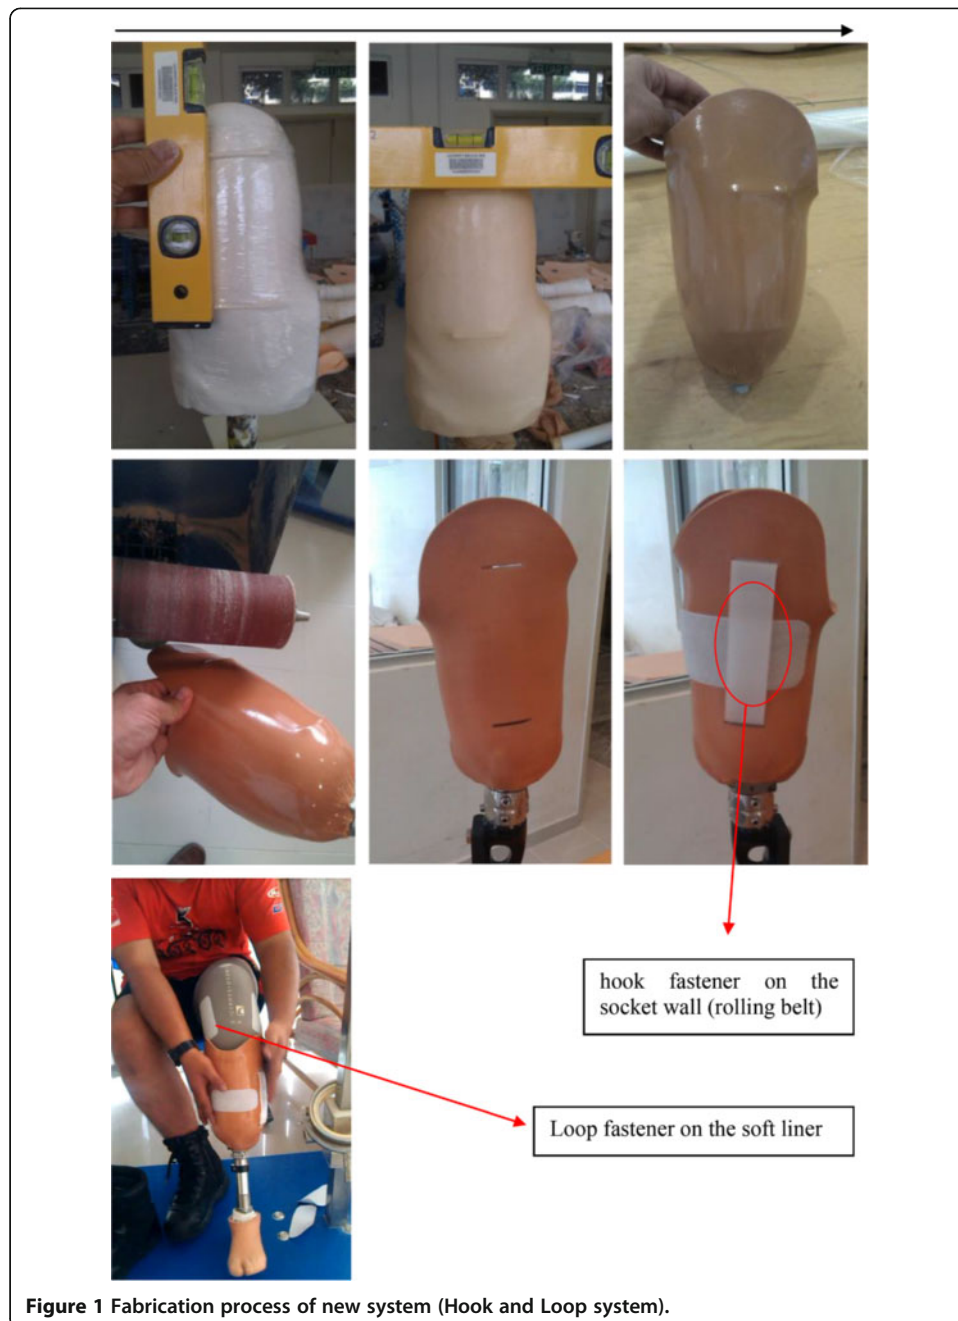 hook fastener on the
socket wall (rolling belt)
Loop fastener on the soft liner
Figure 1 Fabrication process of new system (Hook and Loop system).